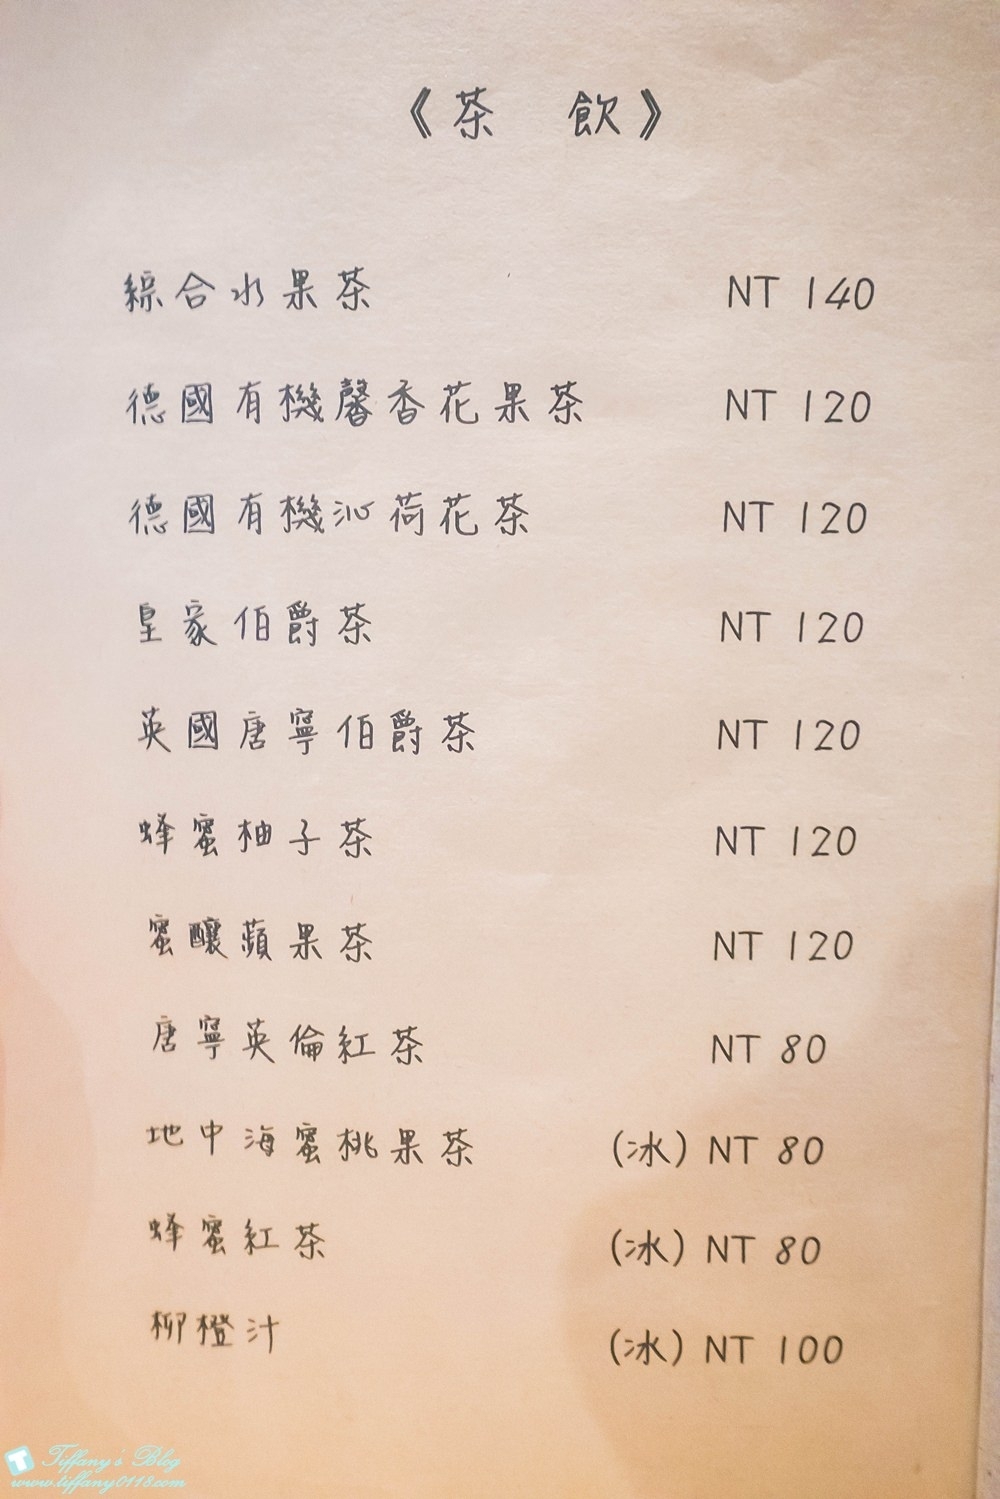 《茶 飲》
綜合水果茶 NT 140
德國有機馨香花果茶 NT 120
德國有機沁荷花茶 NT 120
皇家伯爵茶 NT 120
英國唐寧伯爵茶 NT 120
蜂蜜柚子茶 NT 120
蜜釀蘋果茶 NT 120
唐寧英倫紅茶 NT 80
地中海蜜桃果茶 (冰) NT 80
蜂蜜紅茶 (冰) NT 80
柳橙汁 (冰) NT 100
T Tiffany's Blog
www.tiffany0118.com